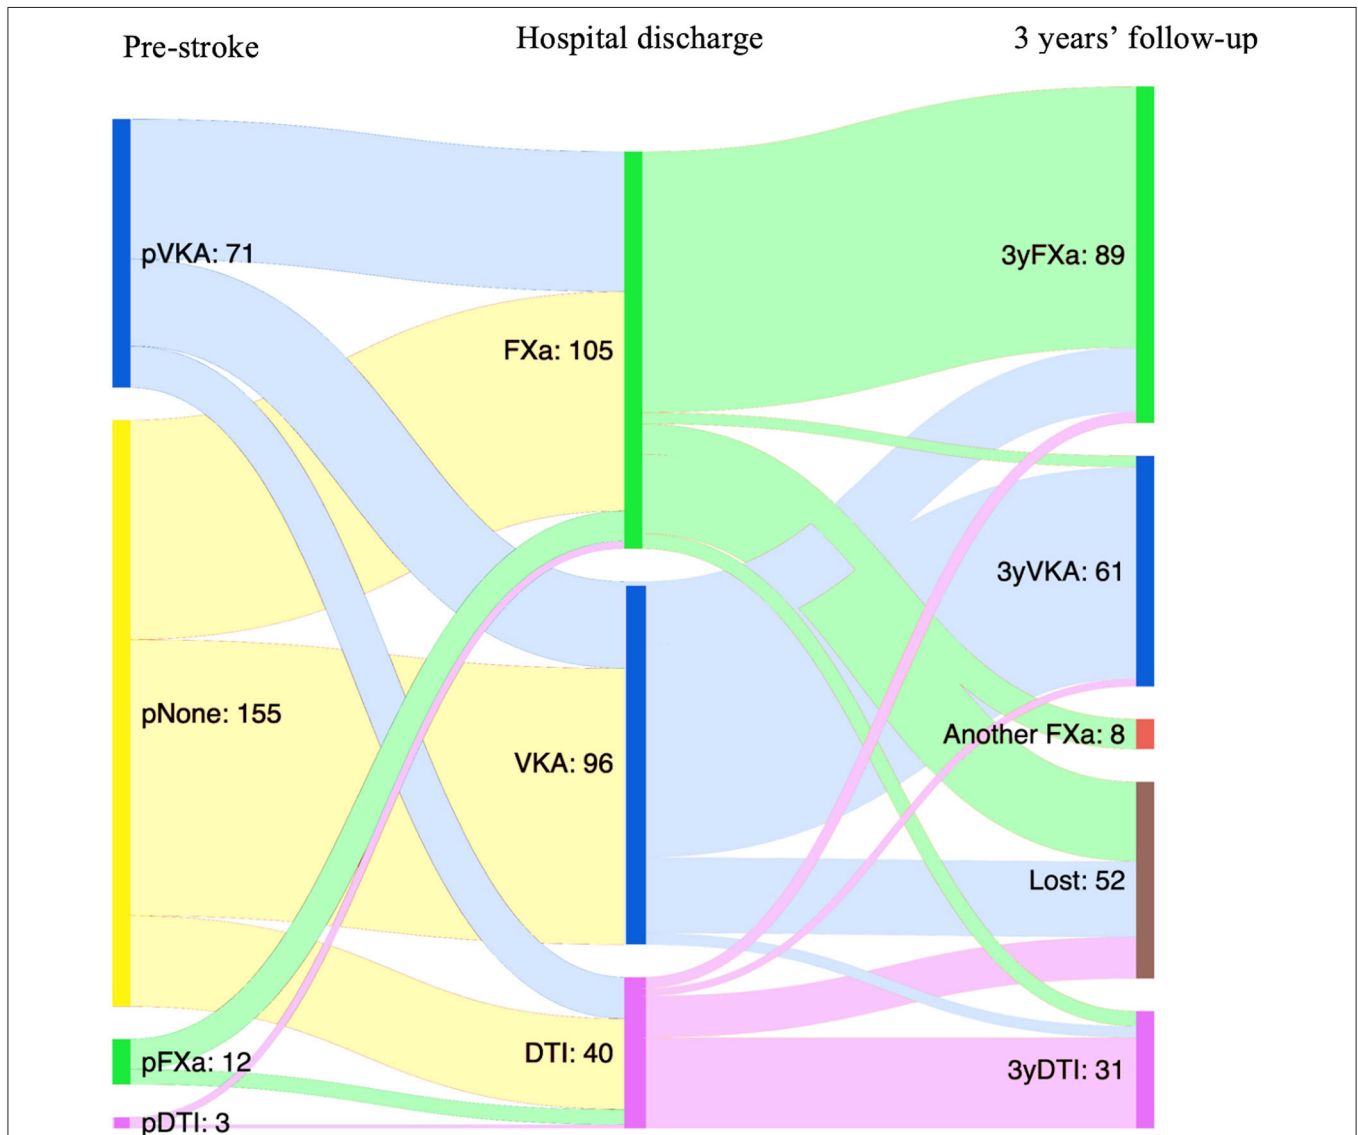 Pre-stroke
Hospital discharge
3 years’ follow-up
pVKA: 71
pNone: 155
pFXa: 12
pDTI: 3
FXa: 105
VKA: 96
DTI: 40
3yFXa: 89
3yVKA: 61
Another FXa: 8
Lost: 52
3yDTI: 31